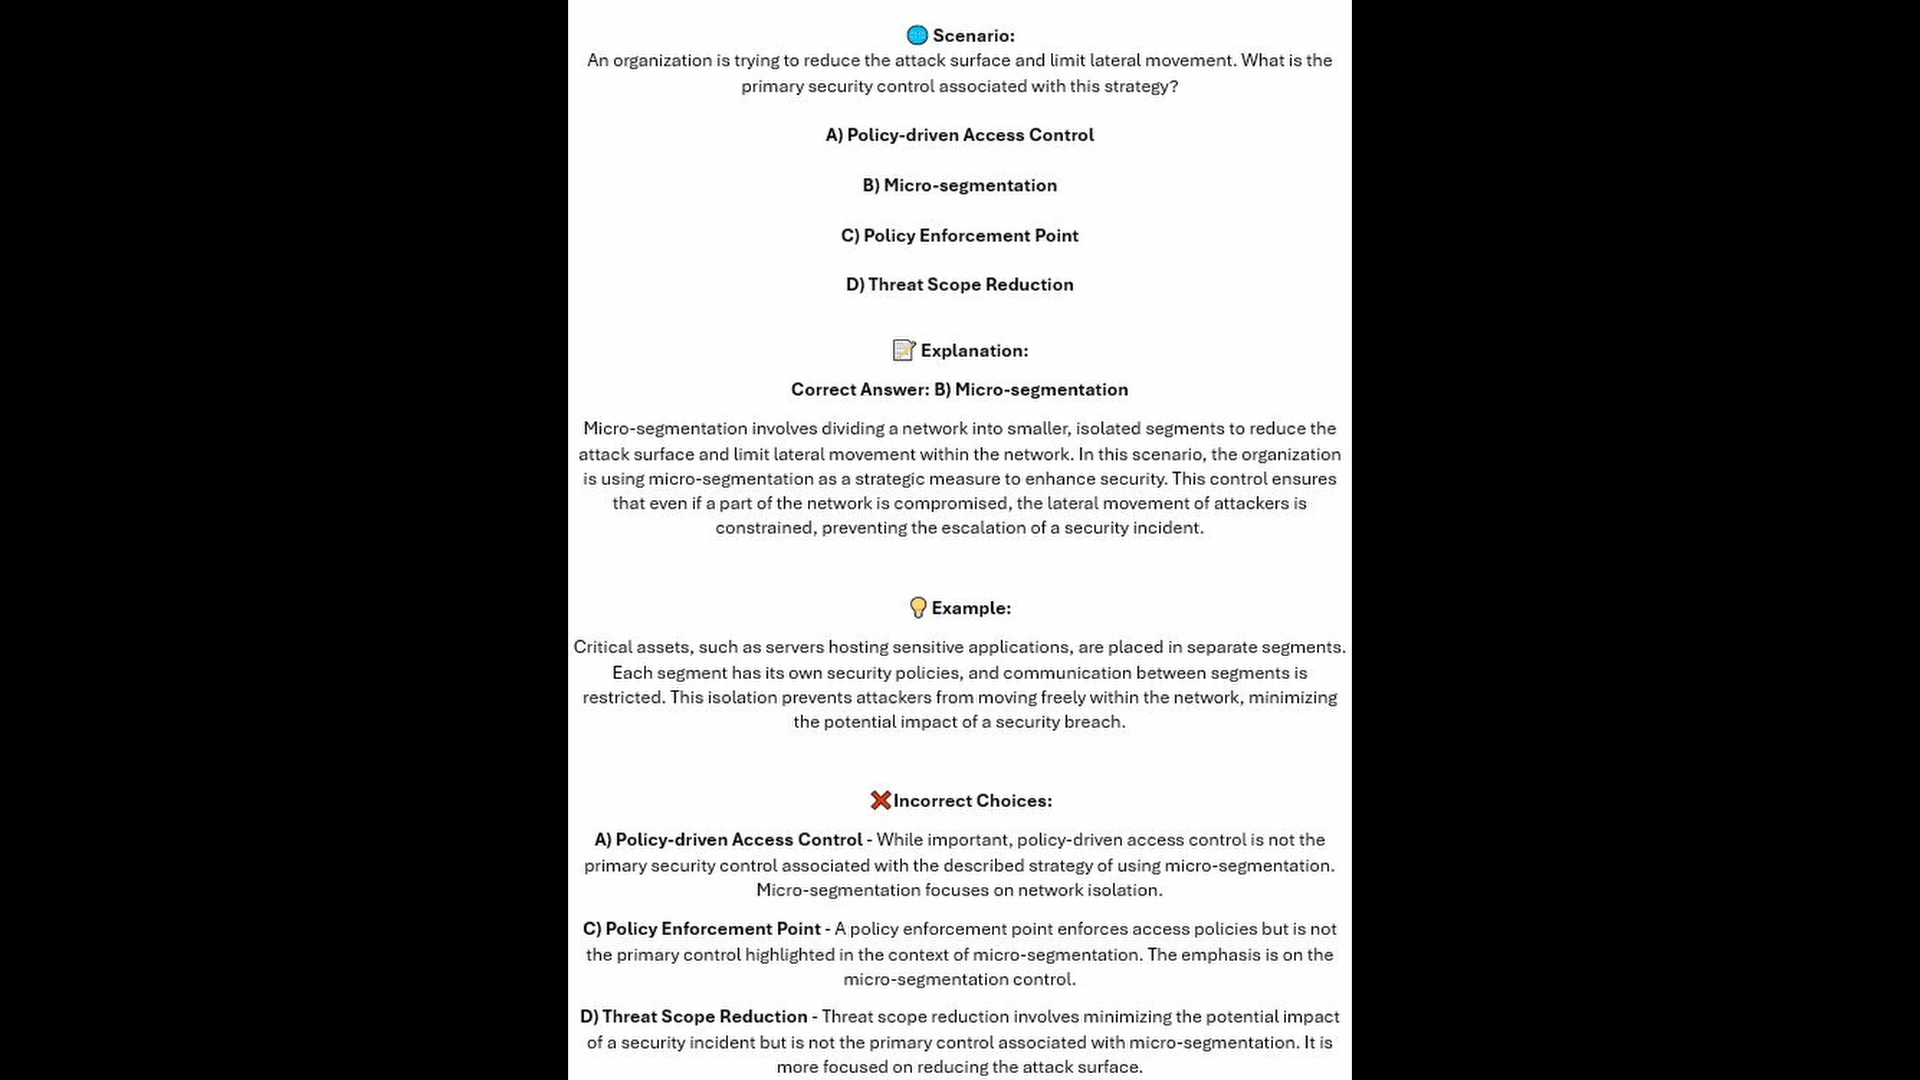 Scenario:
An organization is trying to reduce the attack surface and limit lateral movement. What is the
primary security control associated with this strategy?
A) Policy-driven Access Control
B) Micro-segmentation
C) Policy Enforcement Point
D) Threat Scope Reduction
Explanation:
Correct Answer: B) Micro-segmentation
Micro-segmentation involves dividing a network into smaller, isolated segments to reduce the
attack surface and limit lateral movement within the network. In this scenario, the organization
is using micro-segmentation as a strategic measure to enhance security. This control ensures
that even if a part of the network is compromised, the lateral movement of attackers is
constrained, preventing the escalation of a security incident.
Example:
Critical assets, such as servers hosting sensitive applications, are placed in separate segments.
Each segment has its own security policies, and communication between segments is
restricted. This isolation prevents attackers from moving freely within the network, minimizing
the potential impact of a security breach.
Incorrect Choices:
A) Policy-driven Access Control - While important, policy-driven access control is not the
primary security control associated with the described strategy of using micro-segmentation.
Micro-segmentation focuses on network isolation.
C) Policy Enforcement Point - A policy enforcement point enforces access policies but is not
the primary control highlighted in the context of micro-segmentation. The emphasis is on the
micro-segmentation control.
D) Threat Scope Reduction - Threat scope reduction involves minimizing the potential impact
of a security incident but is not the primary control associated with micro-segmentation. It is
more focused on reducing the attack surface.